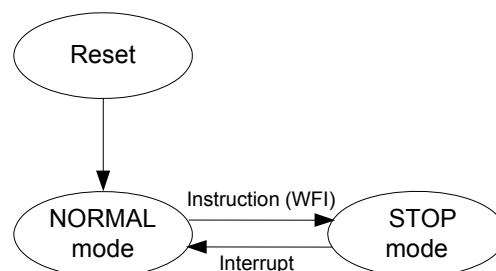 Reset
Instruction (WFI)
NORMAL
mode
STOP
mode
Interrupt